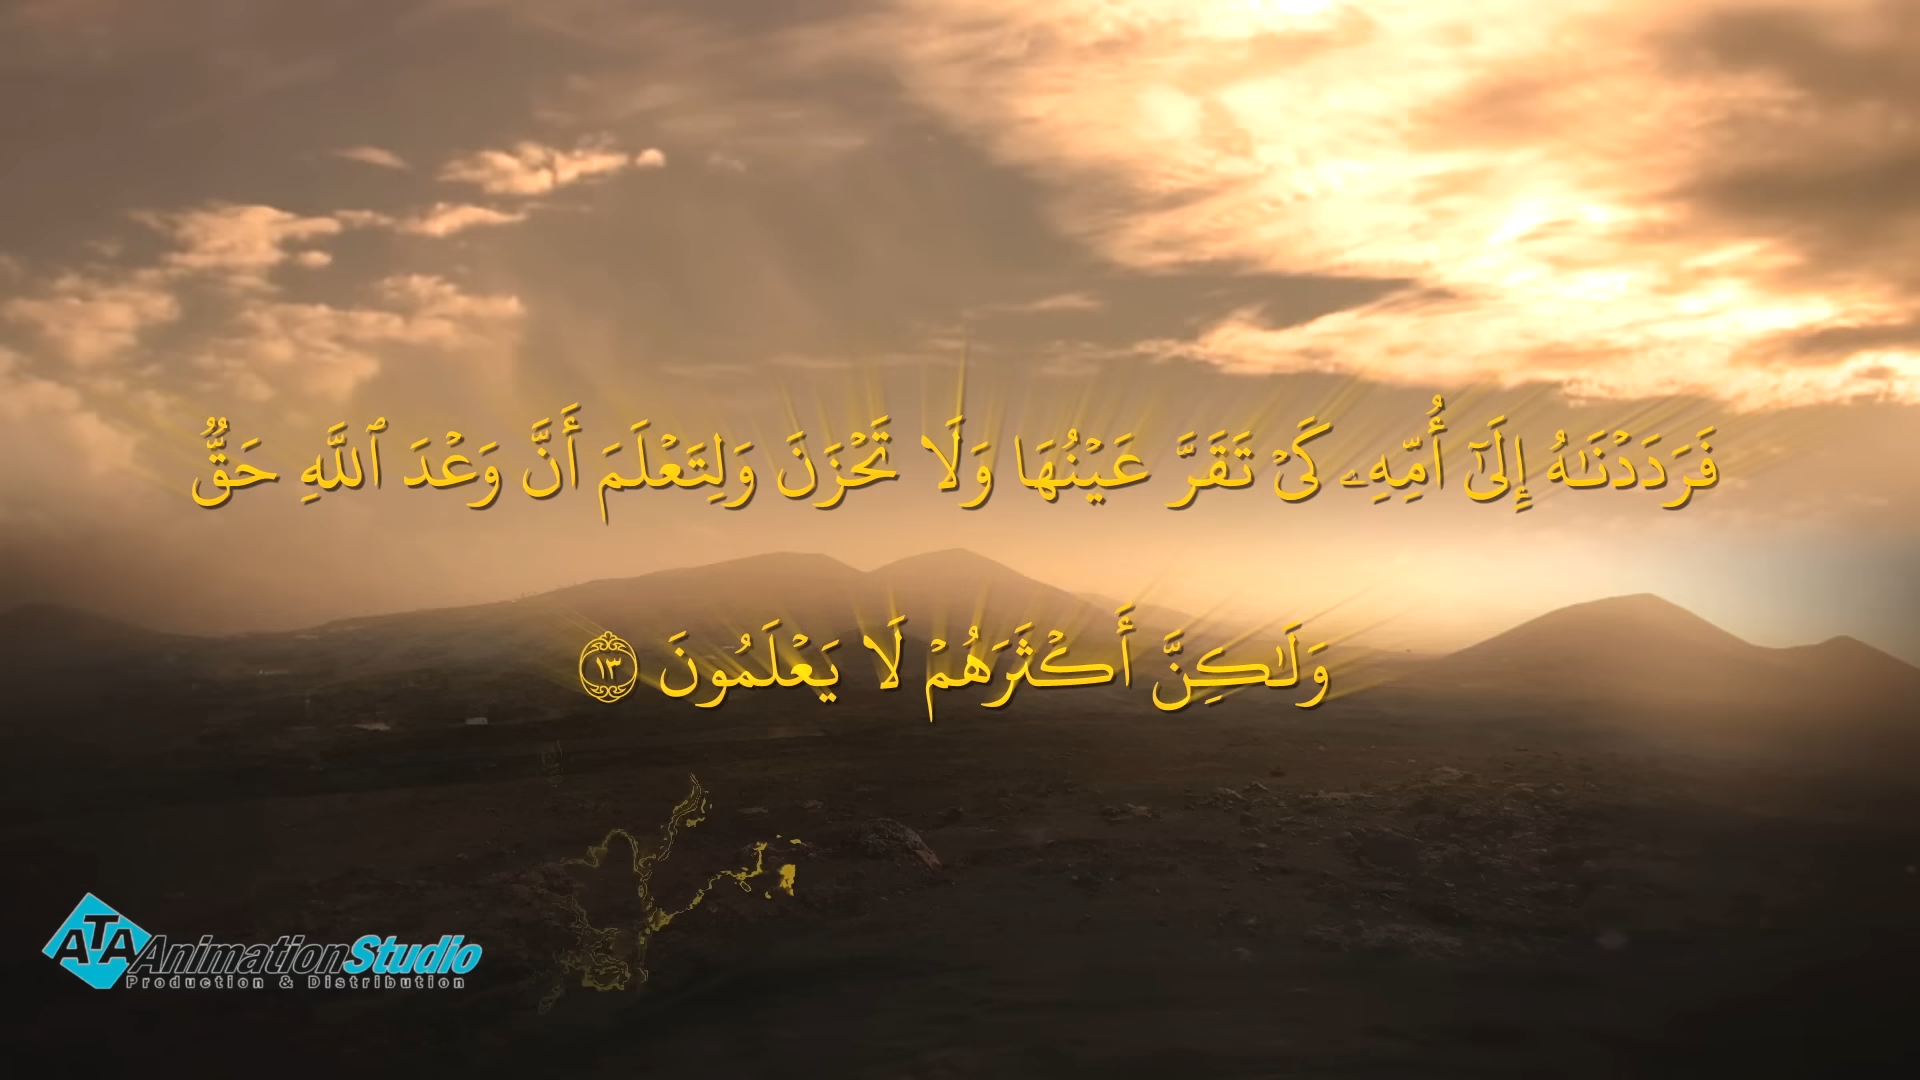 فَرَدَدْنَـٰهُ إِلَىٰٓ أُمِّهِۦ كَىْ تَقَرَّ عَيْنُهَا وَلَا تَحْزَنَ وَلِتَعْلَمَ أَنَّ وَعْدَ ٱللَّهِ حَقٌّ
وَلَـٰكِنَّ أَكْثَرَهُمْ لَا يَعْلَمُونَ ١٣
ATA AnimationStudio
Production & Distribution